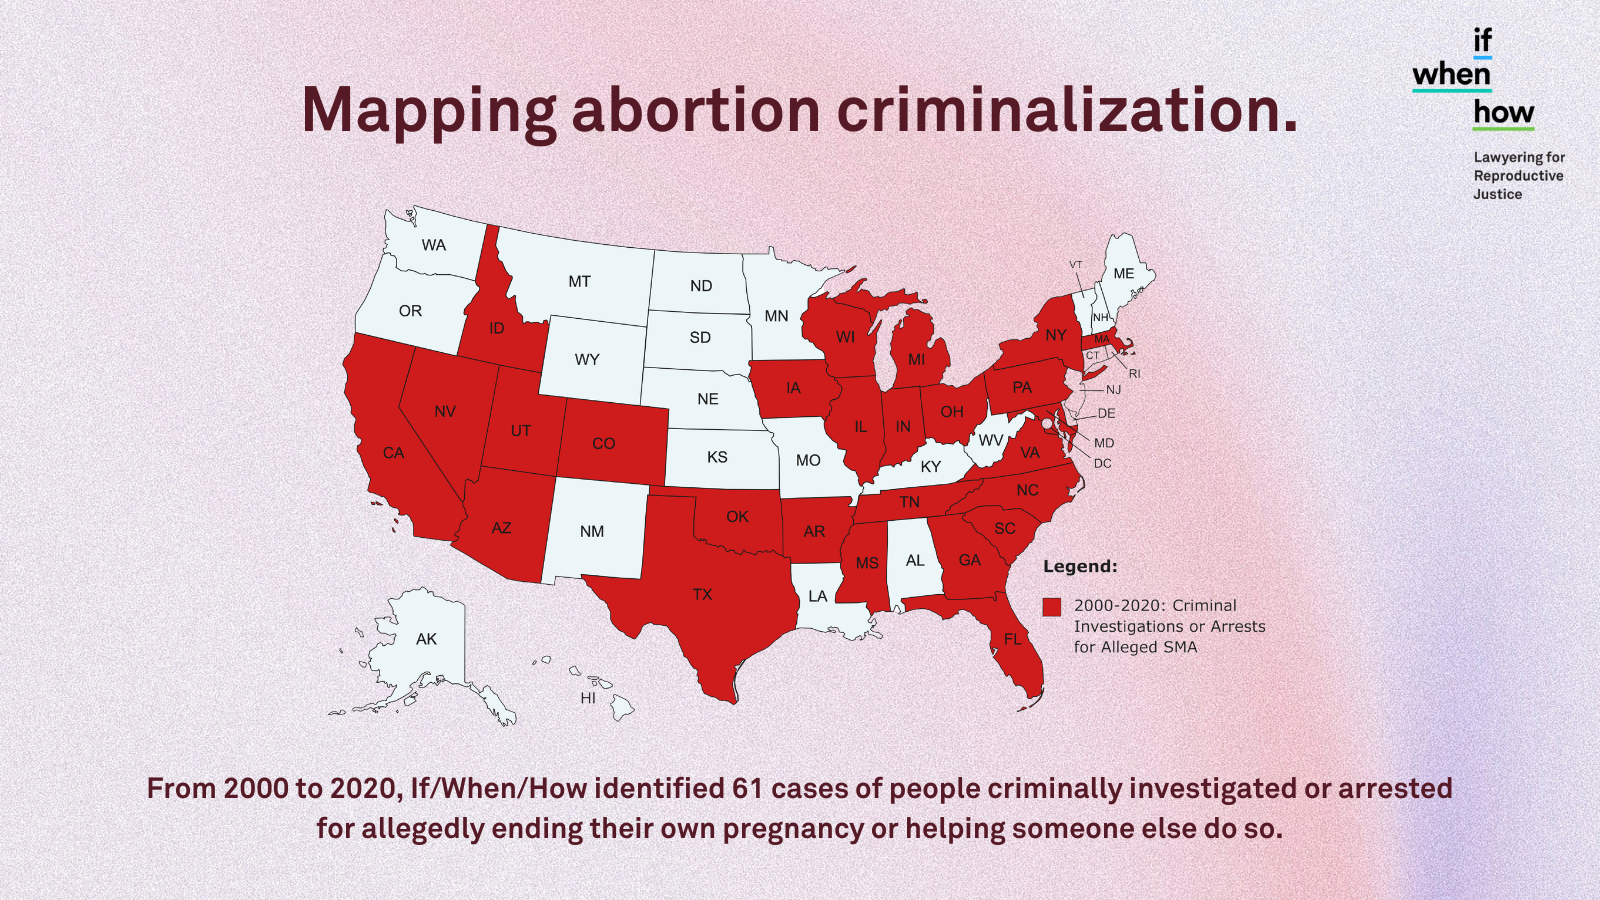 if
when
how
Lawyering for
Reproductive
Justice
Mapping abortion criminalization.
WA
OR
ID
MT
WY
ND
SD
NE
KS
MN
IA
MO
WI
MI
IL
IN
OH
KY
WV
PA
NY
VT
NH
ME
MA
CT
RI
NJ
DE
MD
DC
VA
NC
SC
TN
GA
AL
MS
AR
LA
FL
OK
TX
NM
AZ
CO
UT
NV
CA
AK
HI
Legend:
2000-2020: Criminal
Investigations or Arrests
for Alleged SMA
From 2000 to 2020, If/When/How identified 61 cases of people criminally investigated or arrested
for allegedly ending their own pregnancy or helping someone else do so.